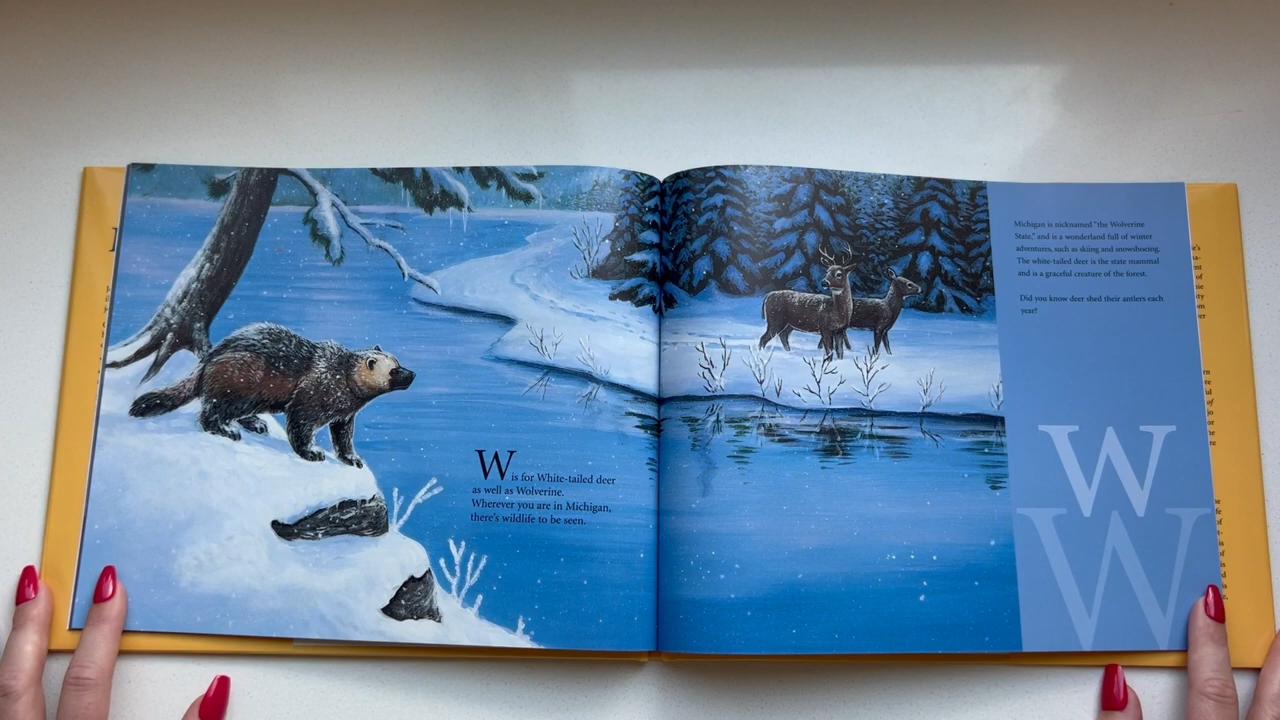 W is for White-tailed deer
as well as Wolverine.
Wherever you are in Michigan,
there's wildlife to be seen.
Michigan is nicknamed "the Wolverine
State," and is a wonderland full of winter
adventures, such as skiing and snowshoeing.
The white-tailed deer is the state mammal
and is a graceful creature of the forest.
Did you know deer shed their antlers each
year?
W
W